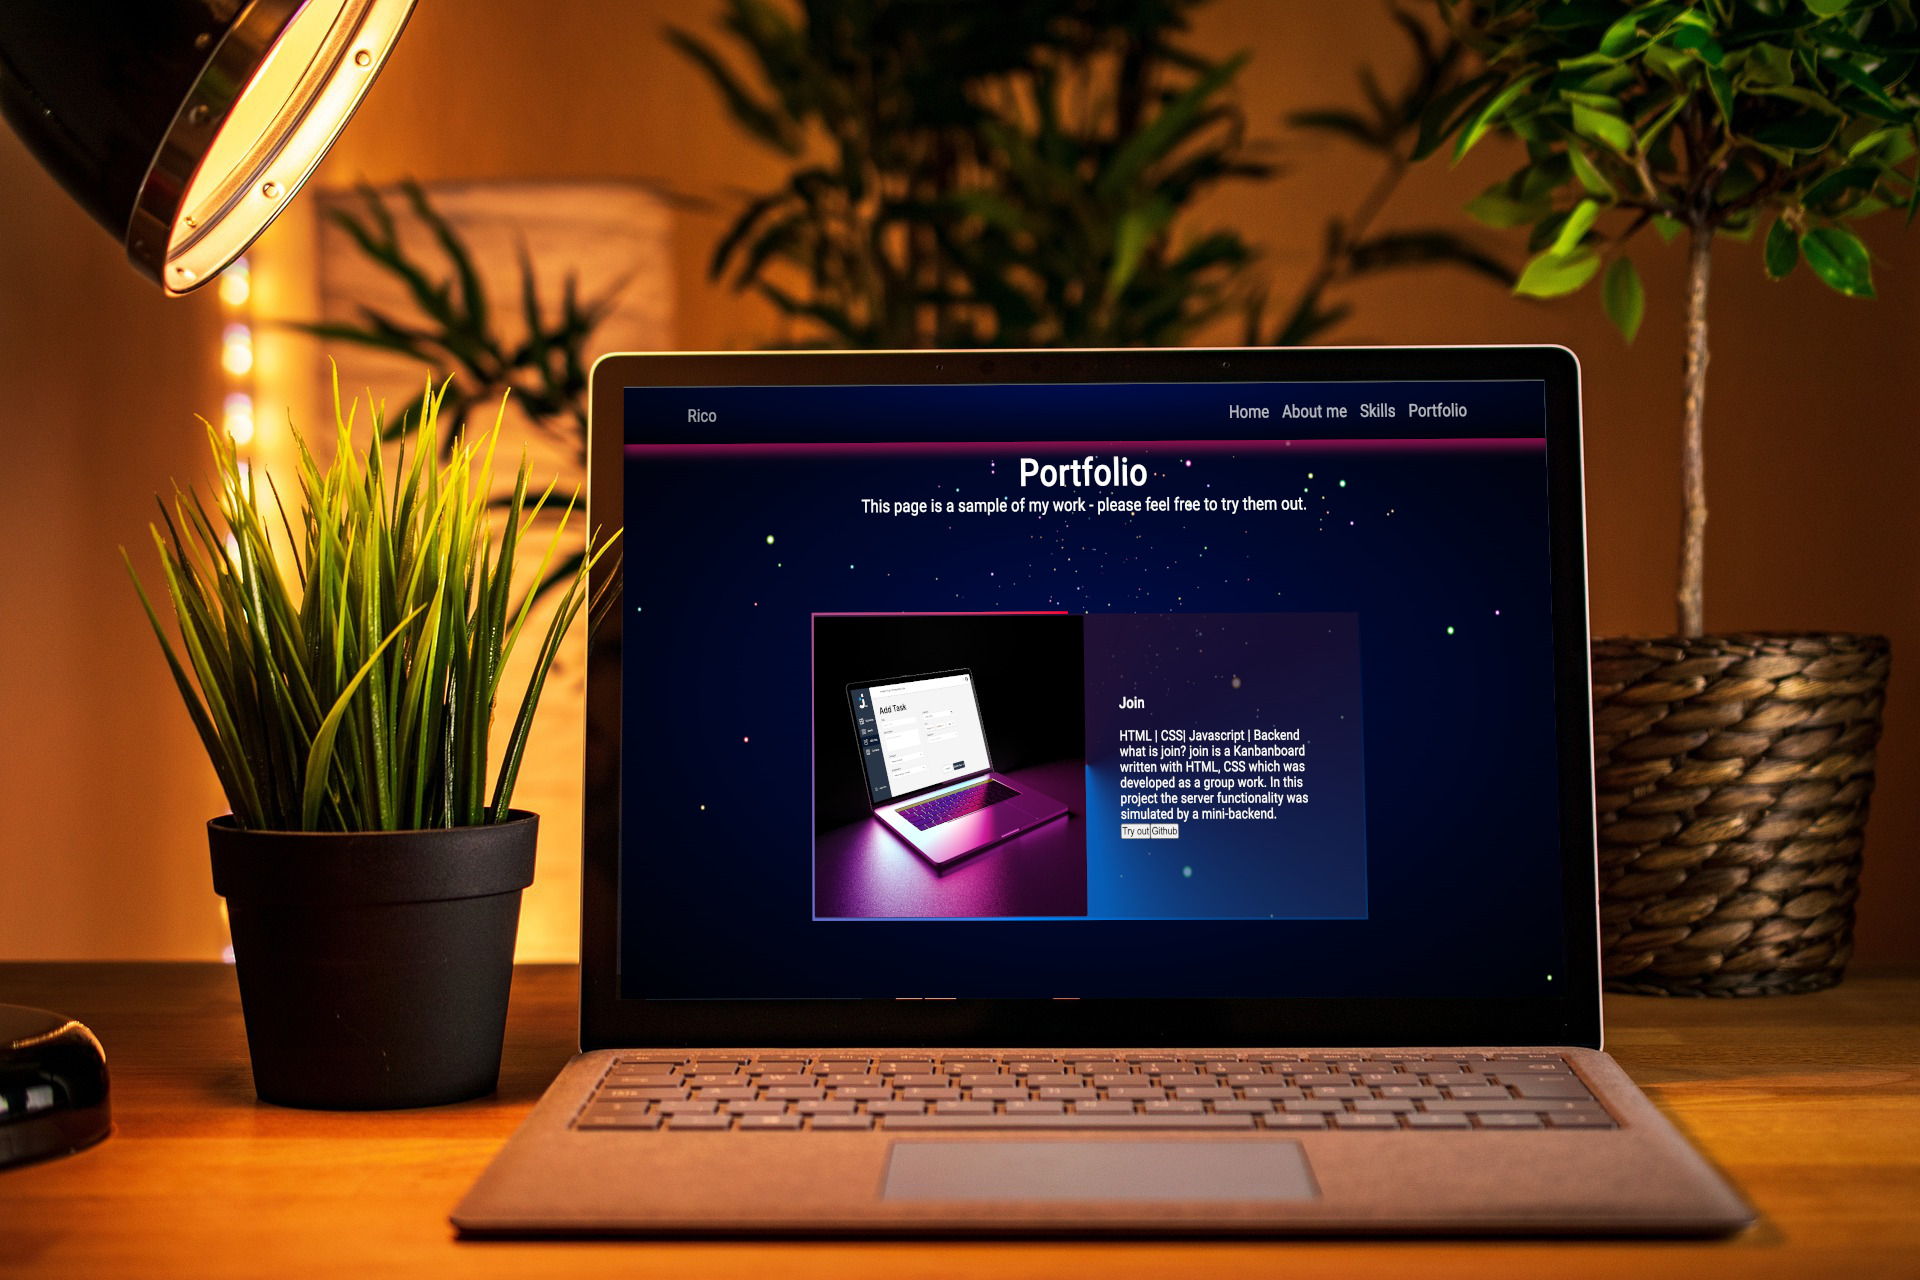 Rico
Home About me Skills Portfolio
Portfolio
This page is a sample of my work - please feel free to try them out.
Add Task
Join
HTML | CSS| Javascript | Backend
what is join? join is a Kanbanboard
written with HTML, CSS which was
developed as a group work. In this
project the server functionality was
simulated by a mini-backend.
Try out Github